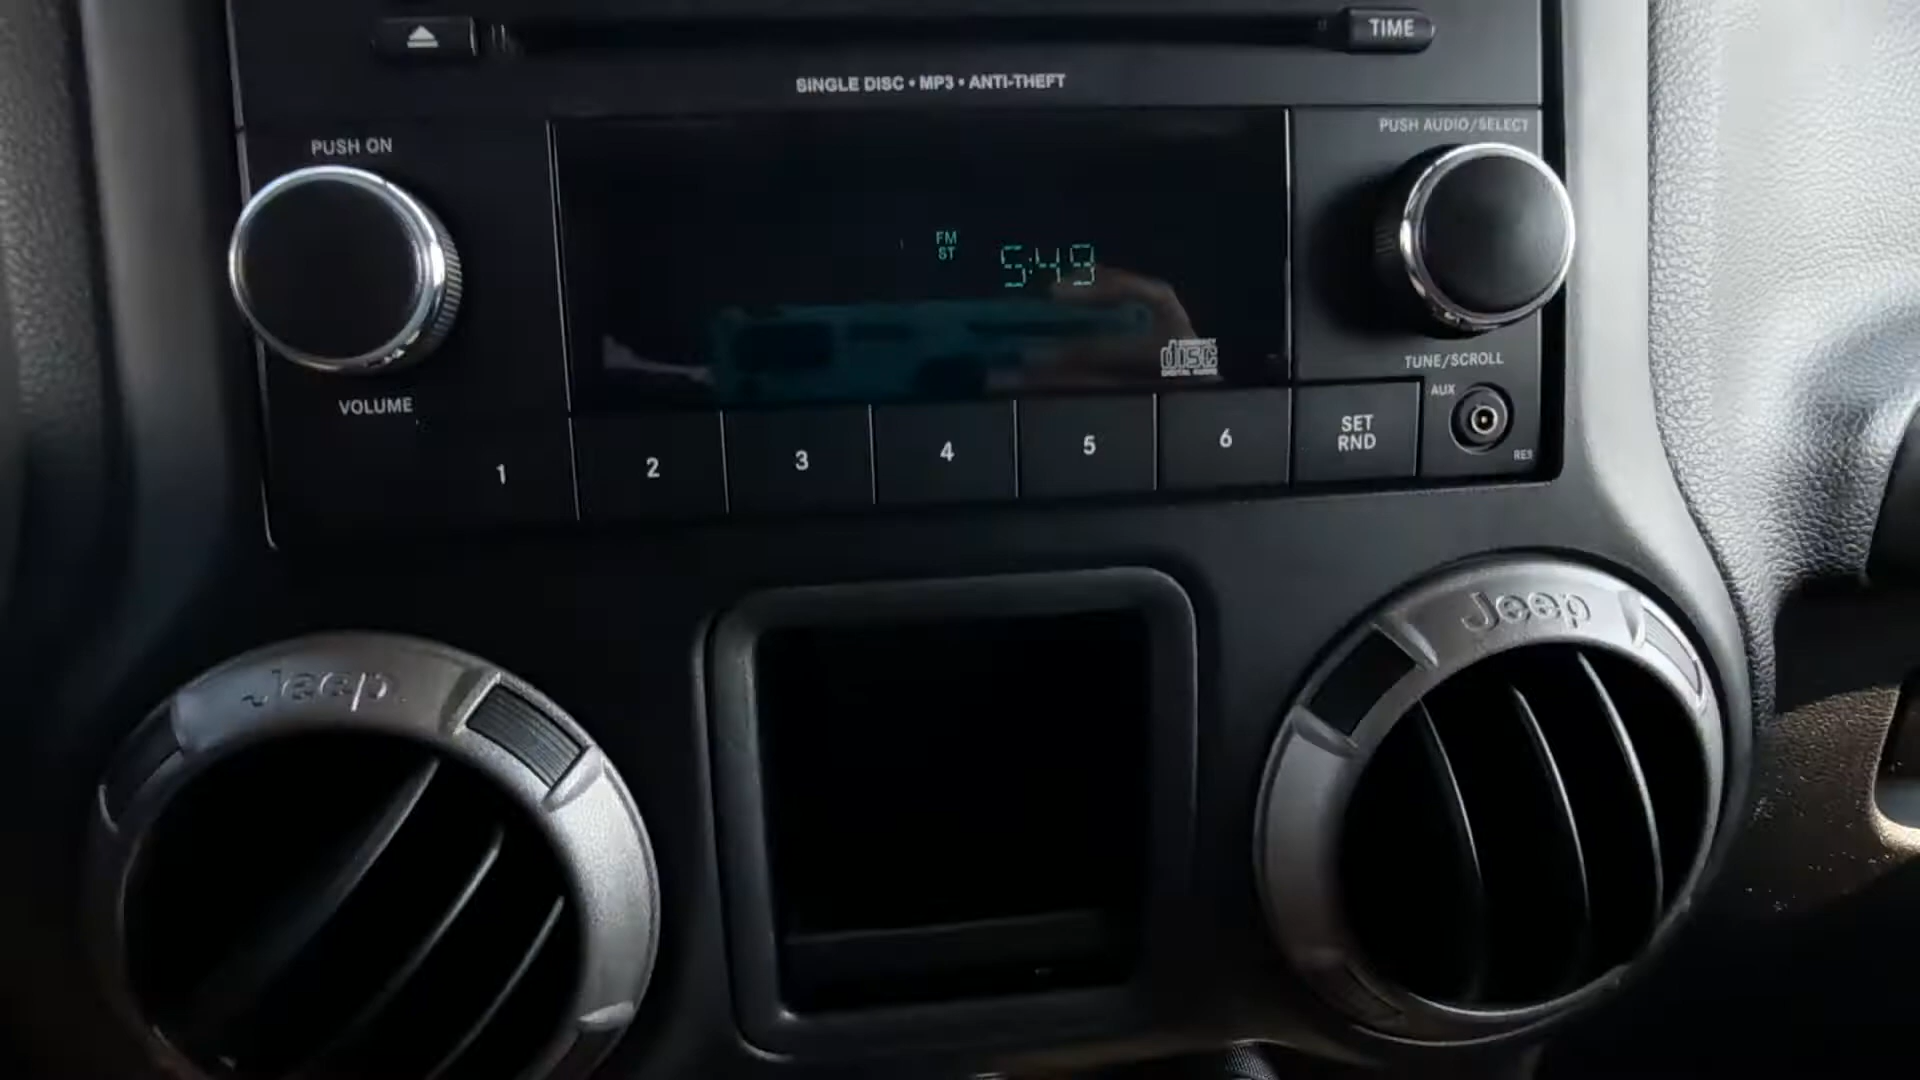 TIME
SINGLE DISC • MP3 • ANTI-THEFT
PUSH ON
PUSH AUDIO/SELECT
FM
ST
5:49
disc
TUNE/SCROLL
VOLUME
AUX
1
2
3
4
5
6
SET
RND
RES
Jeep
Jeep